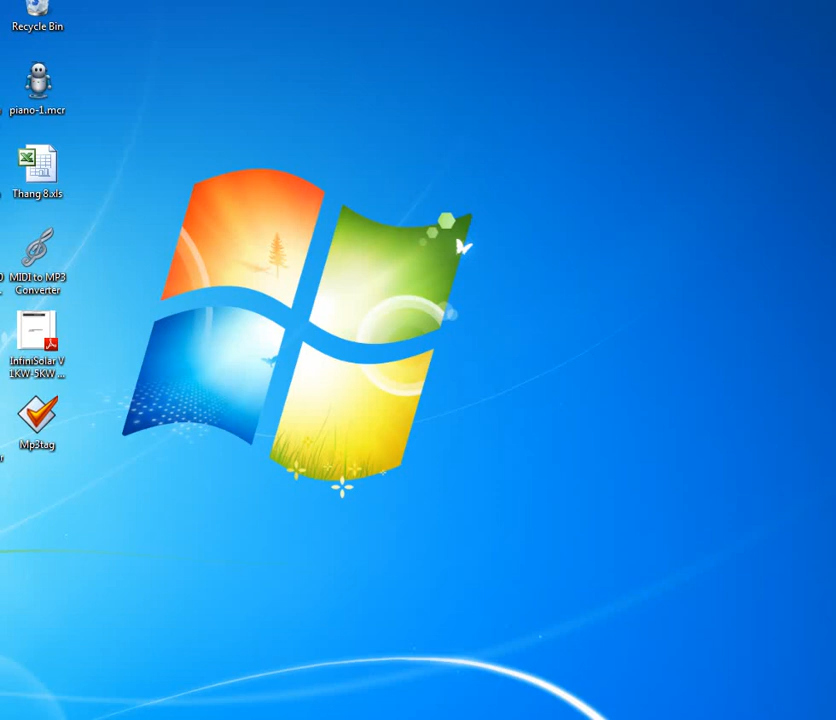 Recycle Bin
piano-1.mcr
Thang 8.xls
MIDI to MP3
Converter
InfiniSolar V
1KW-5KW ...
Mp3tag